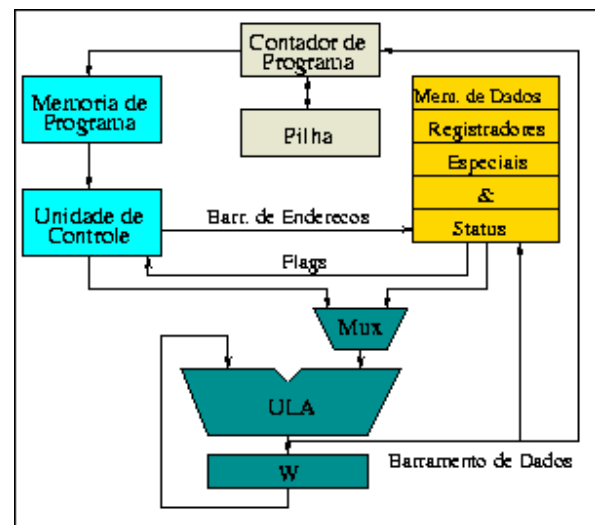 Contador de
Programa
Memoria de
Programa
Pilha
Mem. de Dados
Registradores
Especiais
&
Status
Unidade de
Controle
Barr. de Enderecos
Flags
Mux
ULA
W
Barramento de Dados